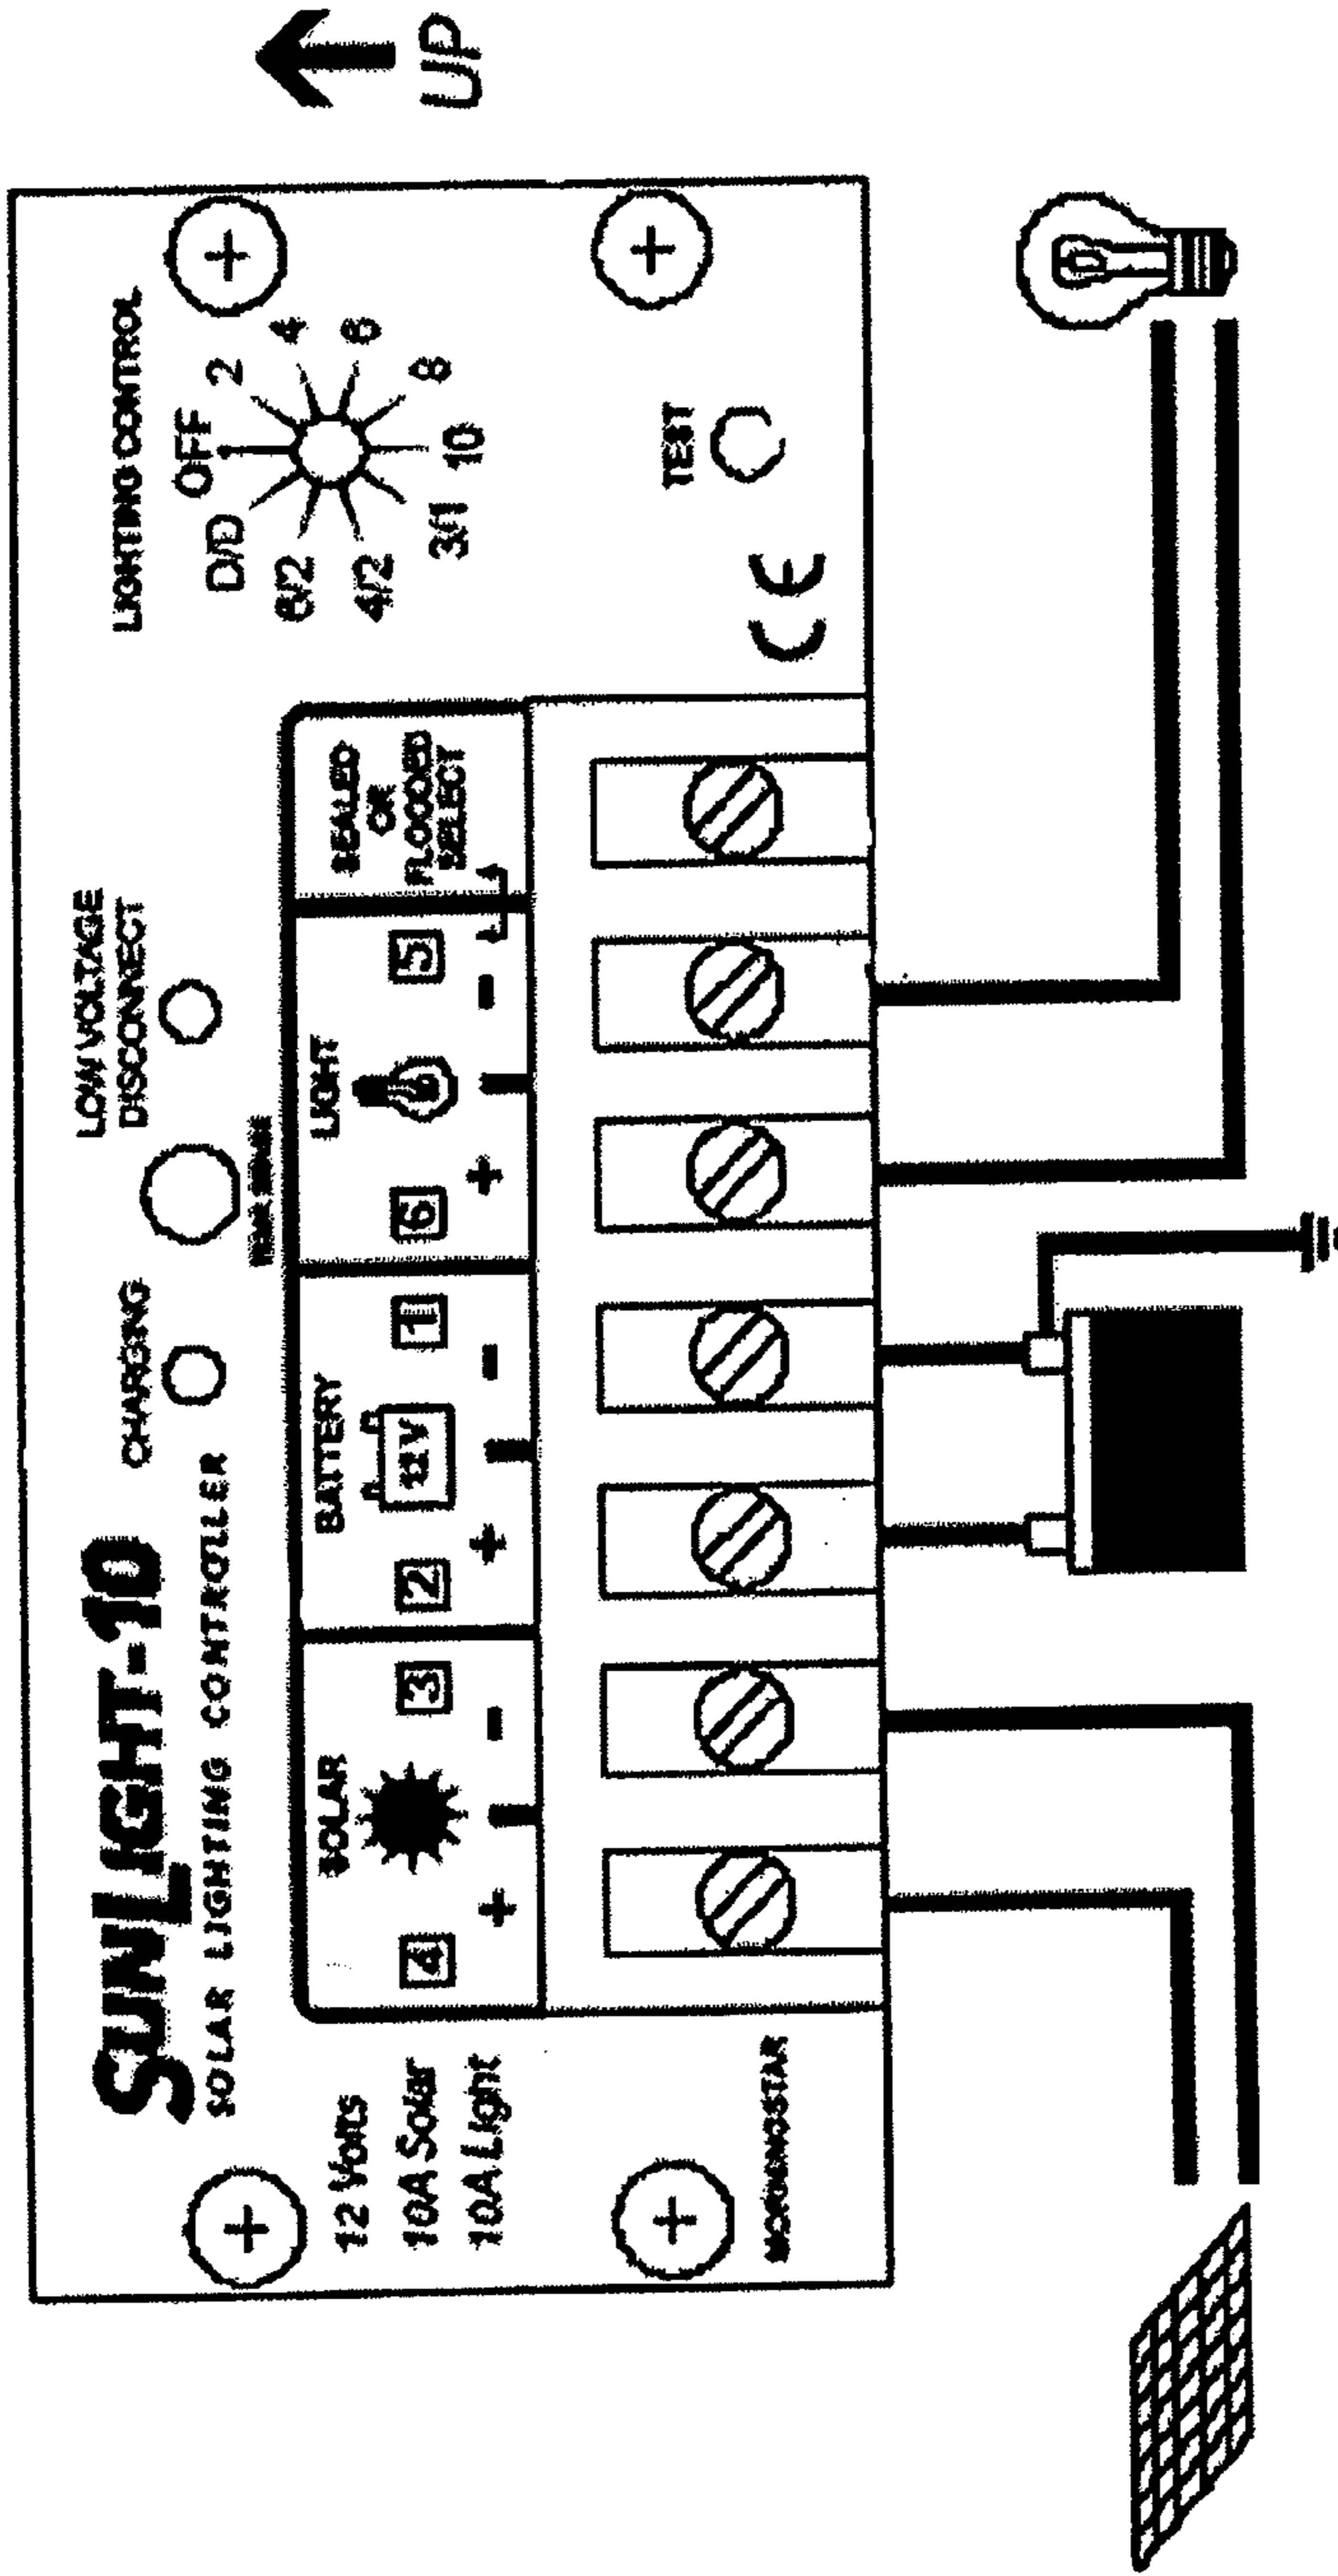 SUNLIGHT-10
SOLAR LIGHTING CONTROLLER
CHARGING
LOW VOLTAGE
DISCONNECT
LIGHTING CONTROL
OFF
2
4
6
8
10
3/1
4/2
6/2
D/D
12 Volts
10A Solar
10A Light
SOLAR
4
3
+
-
BATTERY
12V
2
1
+
-
LIGHT
6
5
+
-
SEALED
OR
FLOODED
SELECT
TEST
CE
MORNINGSTAR
UP